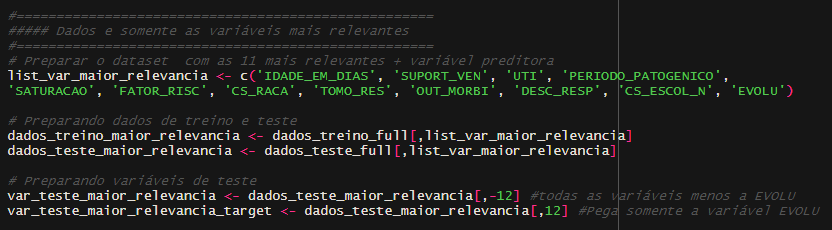 #====================================================
##### Dados e somente as variáveis mais relevantes
#====================================================
# Preparar o dataset  com as 11 mais relevantes + variável preditora
list_var_maior_relevancia <- c('IDADE_EM_DIAS', 'SUPORT_VEN', 'UTI', 'PERIODO_PATOGENICO',
'SATURACAO', 'FATOR_RISC', 'CS_RACA', 'TOMO_RES', 'OUT_MORBI', 'DESC_RESP', 'CS_ESCOL_N', 'EVOLU')
# Preparando dados de treino e teste
dados_treino_maior_relevancia <- dados_treino_full[,list_var_maior_relevancia]
dados_teste_maior_relevancia <- dados_teste_full[,list_var_maior_relevancia]
# Preparando variáveis de teste
var_teste_maior_relevancia <- dados_teste_maior_relevancia[,-12] #todas as variáveis menos a EVOLU
var_teste_maior_relevancia_target <- dados_teste_maior_relevancia[,12] #Pega somente a variável EVOLU